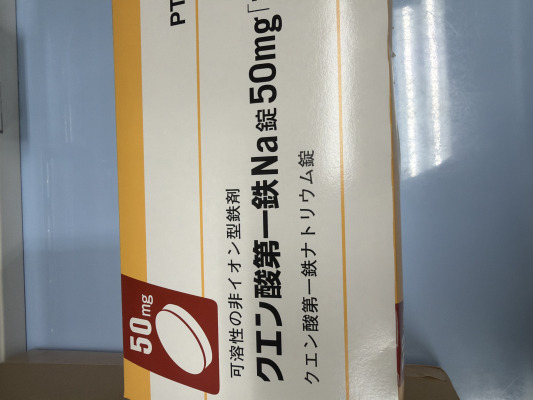 PT
50mg
可溶性の非イオン型鉄剤
クエン酸第一鉄Na錠50mg「
クエン酸第一鉄ナトリウム錠